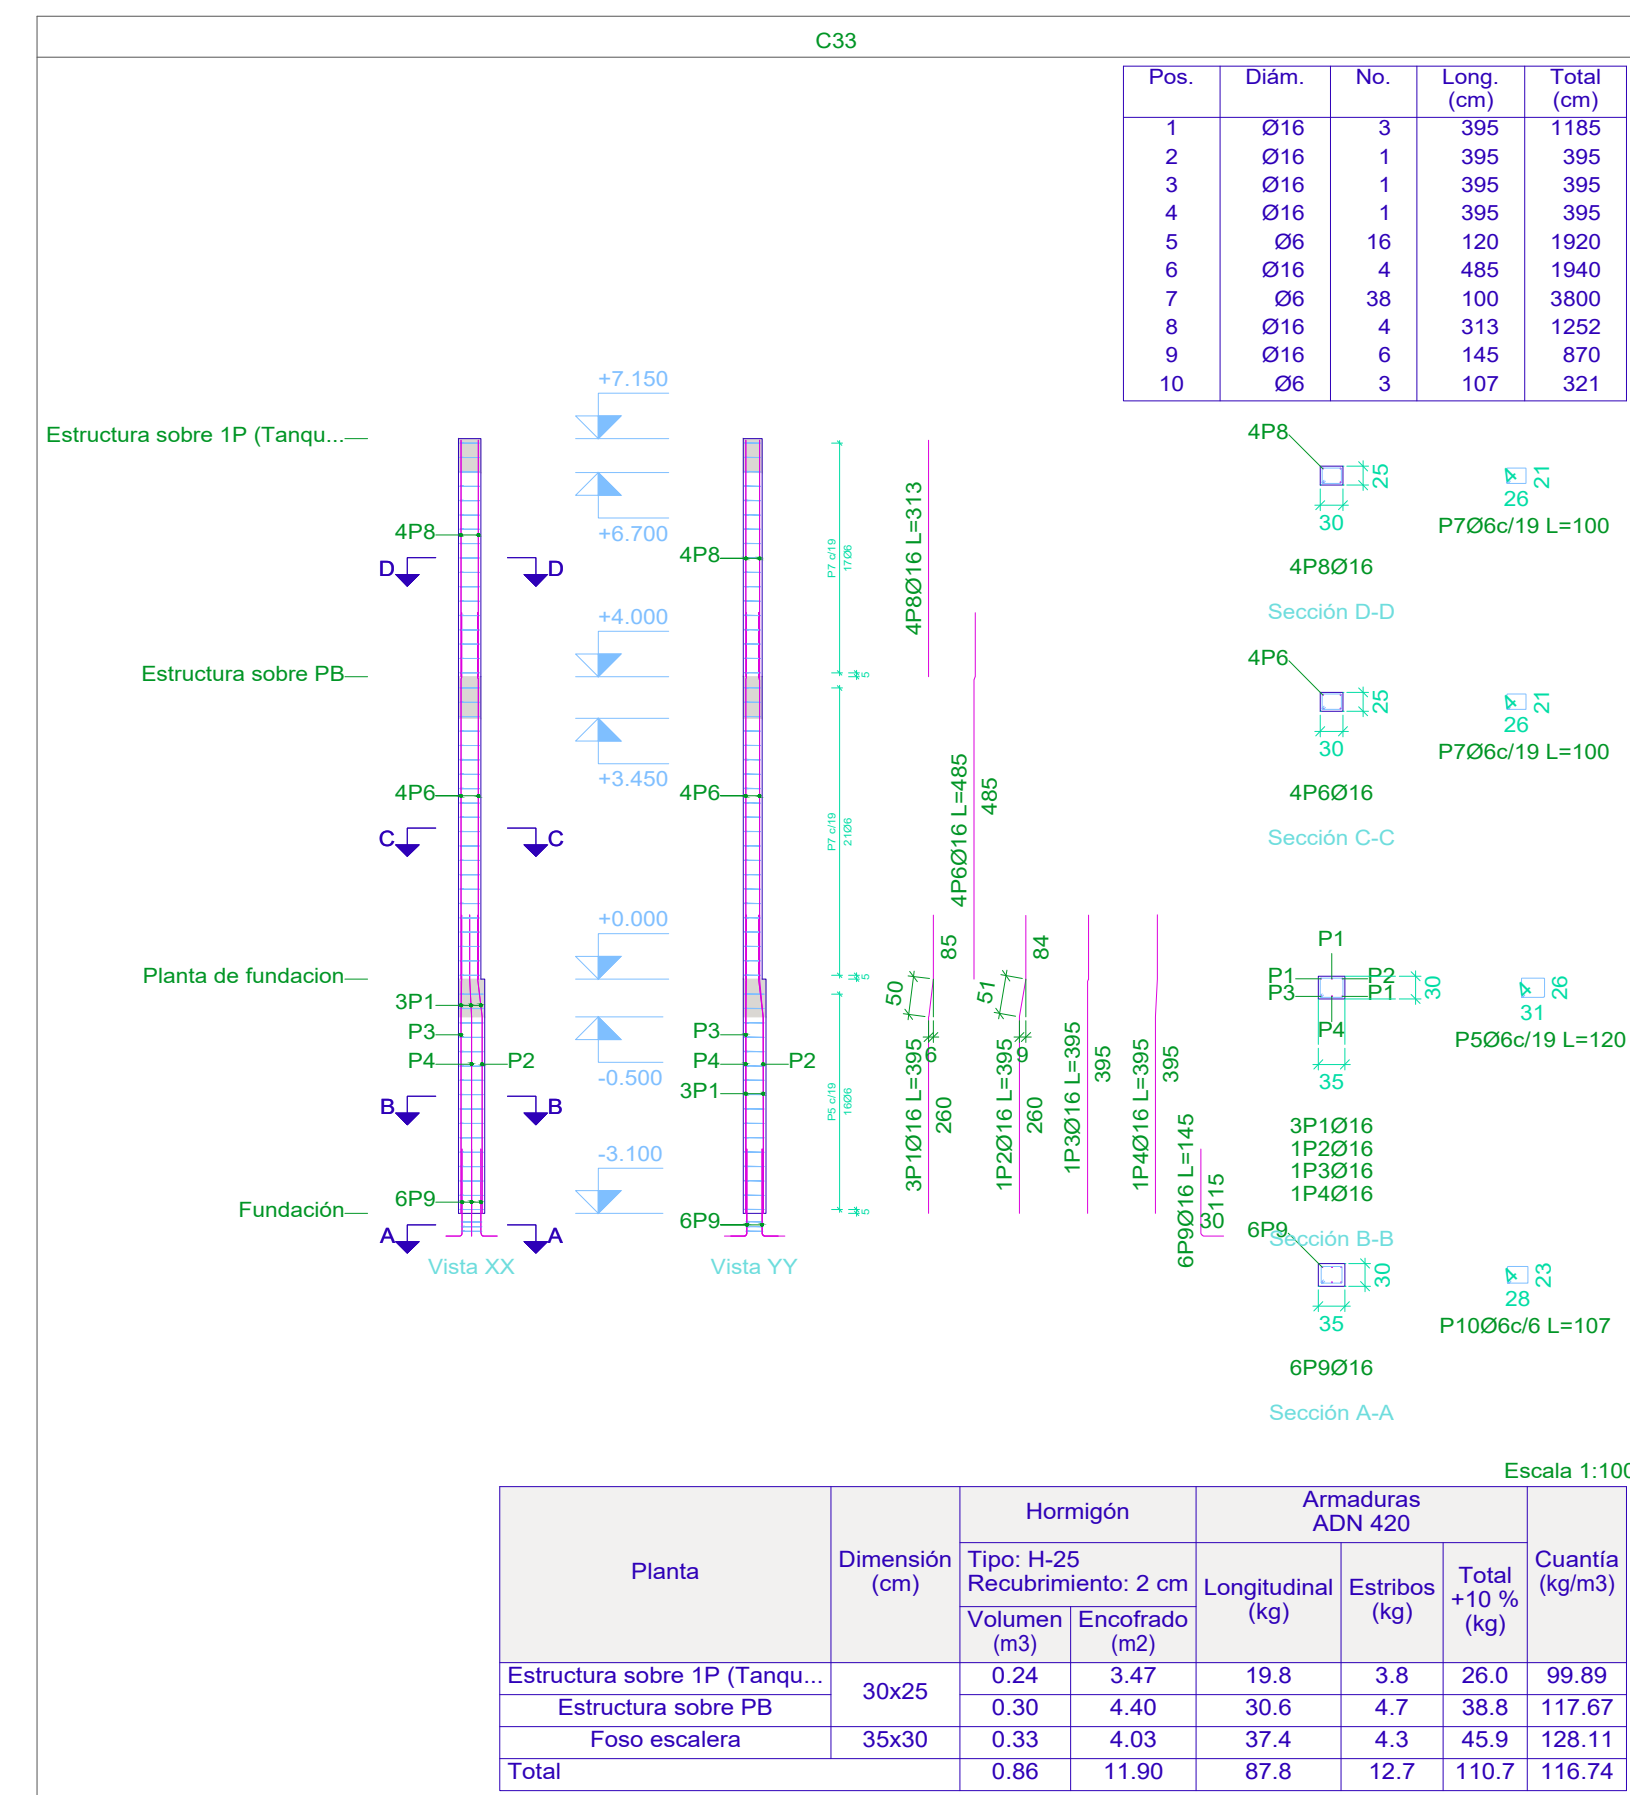 C33
Pos. Diám. No. Long. (cm) Total (cm)
1 Ø16 3 395 1185
2 Ø16 1 395 395
3 Ø16 1 395 395
4 Ø16 1 395 395
5 Ø6 16 120 1920
6 Ø16 4 485 1940
7 Ø6 38 100 3800
8 Ø16 4 313 1252
9 Ø16 6 145 870
10 Ø6 3 107 321
Estructura sobre 1P (Tanqu...
Estructura sobre PB
Planta de fundacion
Fundación
4P8
D D
4P6
C C
3P1
P3
P4 P2
B B
6P9
A A
Vista XX
+7.150
+6.700
+4.000
+3.450
+0.000
-0.500
-3.100
4P8
4P6
P3
P4 P2
3P1
6P9
Vista YY
P7 c/19
17Ø6
5
P7 c/19
21Ø6
5
P5 c/19
16Ø6
5
4P8Ø16 L=313
4P6Ø16 L=485
485
85
50
6
3P1Ø16 L=395
260
84
51
9
1P2Ø16 L=395
260
1P3Ø16 L=395
395
1P4Ø16 L=395
395
6P9Ø16 L=145
115
30
4P8
25
30
21
26
P7Ø6c/19 L=100
4P8Ø16
Sección D-D
4P6
25
30
21
26
P7Ø6c/19 L=100
4P6Ø16
Sección C-C
P1
P1 P2
P3 P1
P4
30
35
26
31
P5Ø6c/19 L=120
3P1Ø16
1P2Ø16
1P3Ø16
1P4Ø16
Sección B-B
6P9
30
35
23
28
P10Ø6c/6 L=107
6P9Ø16
Sección A-A
Escala 1:100
Planta Dimensión (cm) Hormigón Armaduras ADN 420 Cuantía (kg/m3)
Tipo: H-25
Recubrimiento: 2 cm
Longitudinal (kg) Estribos (kg) Total +10 % (kg)
Volumen (m3) Encofrado (m2)
Estructura sobre 1P (Tanqu... 30x25 0.24 3.47 19.8 3.8 26.0 99.89
Estructura sobre PB 0.30 4.40 30.6 4.7 38.8 117.67
Foso escalera 35x30 0.33 4.03 37.4 4.3 45.9 128.11
Total 0.86 11.90 87.8 12.7 110.7 116.74